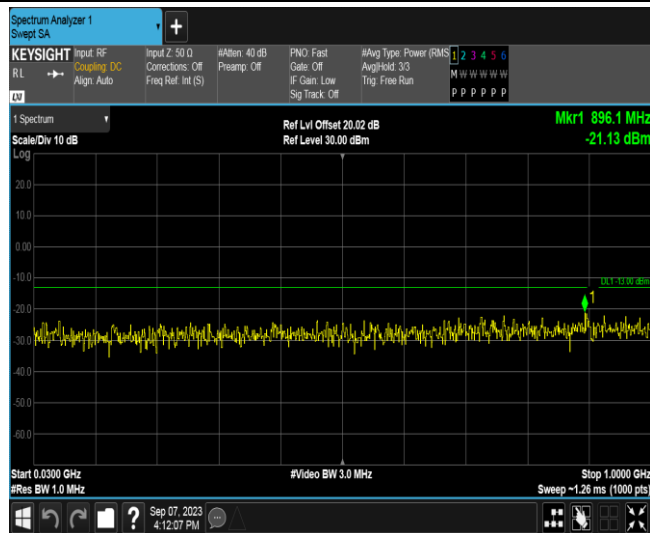 Spectrum Analyzer 1
Swept SA
+
KEYSIGHT
RL
LXI
Input: RF
Coupling: DC
Align: Auto
Input Z: 50 Ω
Corrections: Off
Freq Ref: Int (S)
#Atten: 40 dB
Preamp: Off
PNO: Fast
Gate: Off
IF Gain: Low
Sig Track: Off
#Avg Type: Power (RMS
Avg|Hold: 3/3
Trig: Free Run
1 2 3 4 5 6
M W W W W W
P P P P P P
1 Spectrum
Scale/Div 10 dB
Ref Lvl Offset 20.02 dB
Ref Level 30.00 dBm
Mkr1 896.1 MHz
-21.13 dBm
Log
20.0
10.0
0.00
-10.0
DL1 -13.00 dBm
1
-20.0
-30.0
-40.0
-50.0
-60.0
Start 0.0300 GHz
#Res BW 1.0 MHz
#Video BW 3.0 MHz
Stop 1.0000 GHz
Sweep ~1.26 ms (1000 pts)
?
Sep 07, 2023
4:12:07 PM